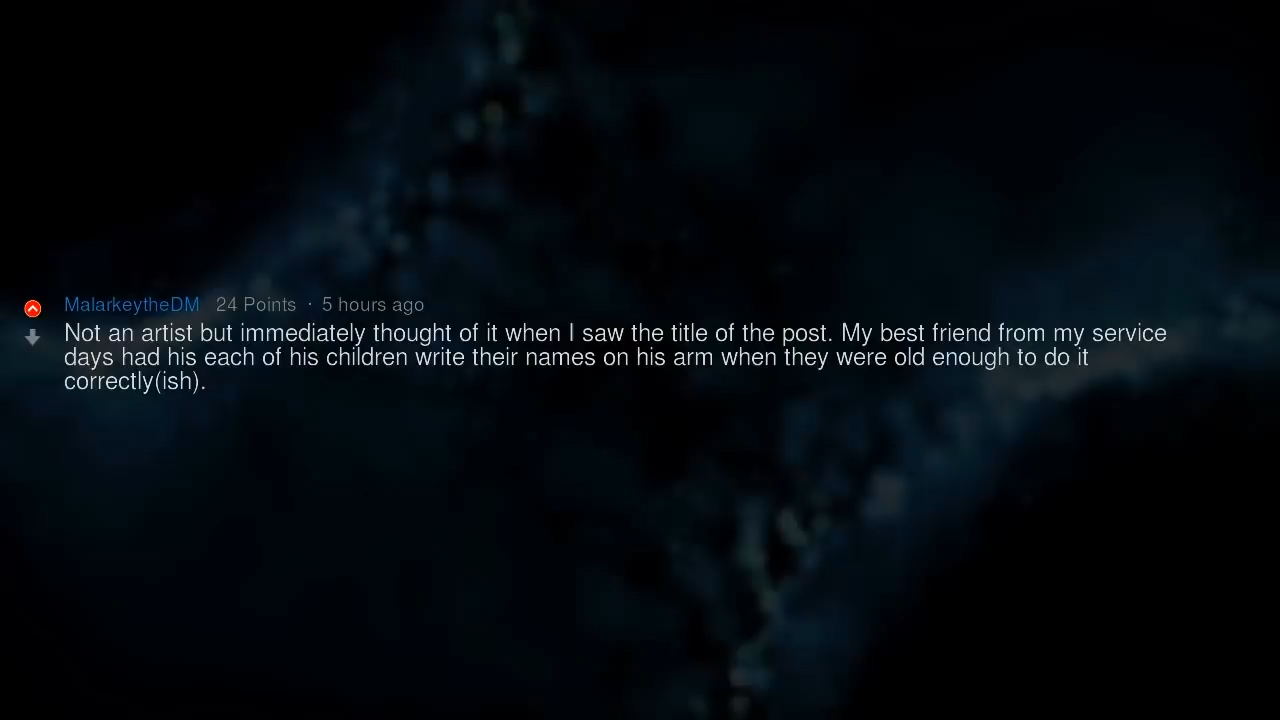 MalarkeytheDM 24 Points · 5 hours ago
Not an artist but immediately thought of it when I saw the title of the post. My best friend from my service
days had his each of his children write their names on his arm when they were old enough to do it
correctly(ish).